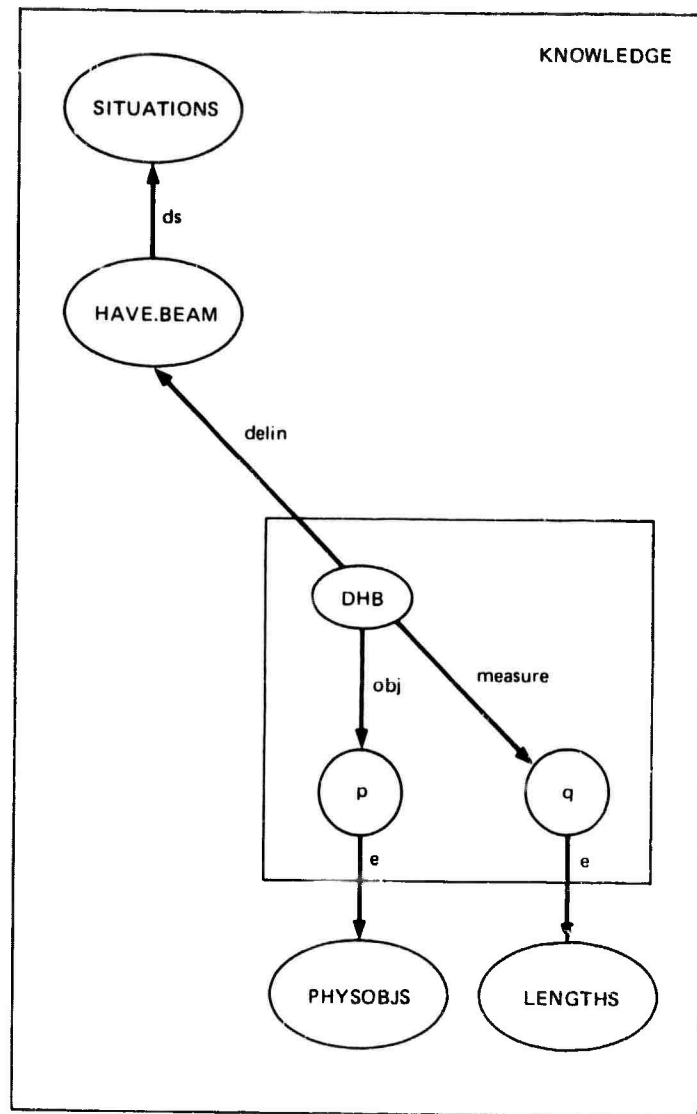 KNOWLEDGE
SITUATIONS
ds
HAVE.BEAM
delin
DHB
obj
measure
p
q
e
e
PHYSOBJS
LENGTHS